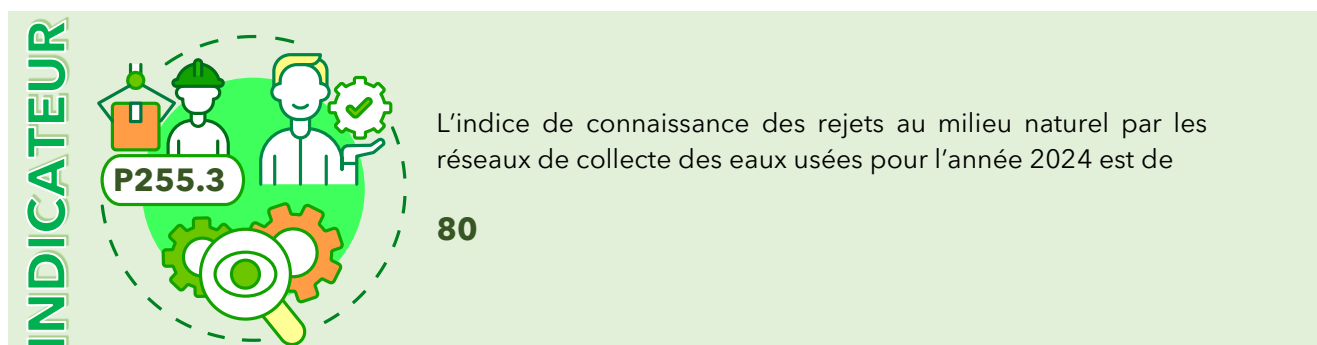 INDICATEUR
P255.3
L'indice de connaissance des rejets au milieu naturel par les
réseaux de collecte des eaux usées pour l'année 2024 est de
80